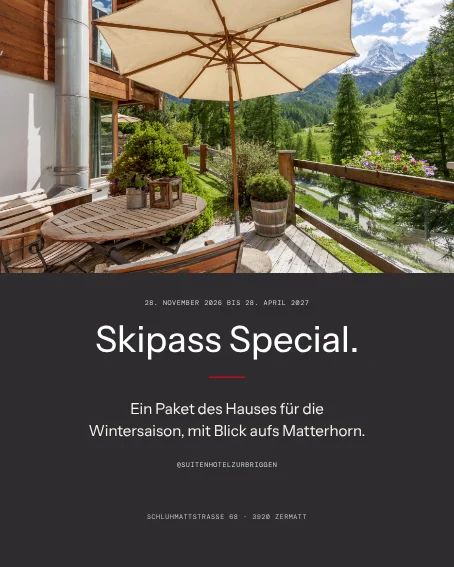 28. NOVEMBER 2026 BIS 28. APRIL 2027
Skipass Special.
Ein Paket des Hauses für die
Wintersaison, mit Blick aufs Matterhorn.
@SUITENHOTELZURBRIGGEN
SCHLUHMATTSTRASSE 68 · 3920 ZERMATT